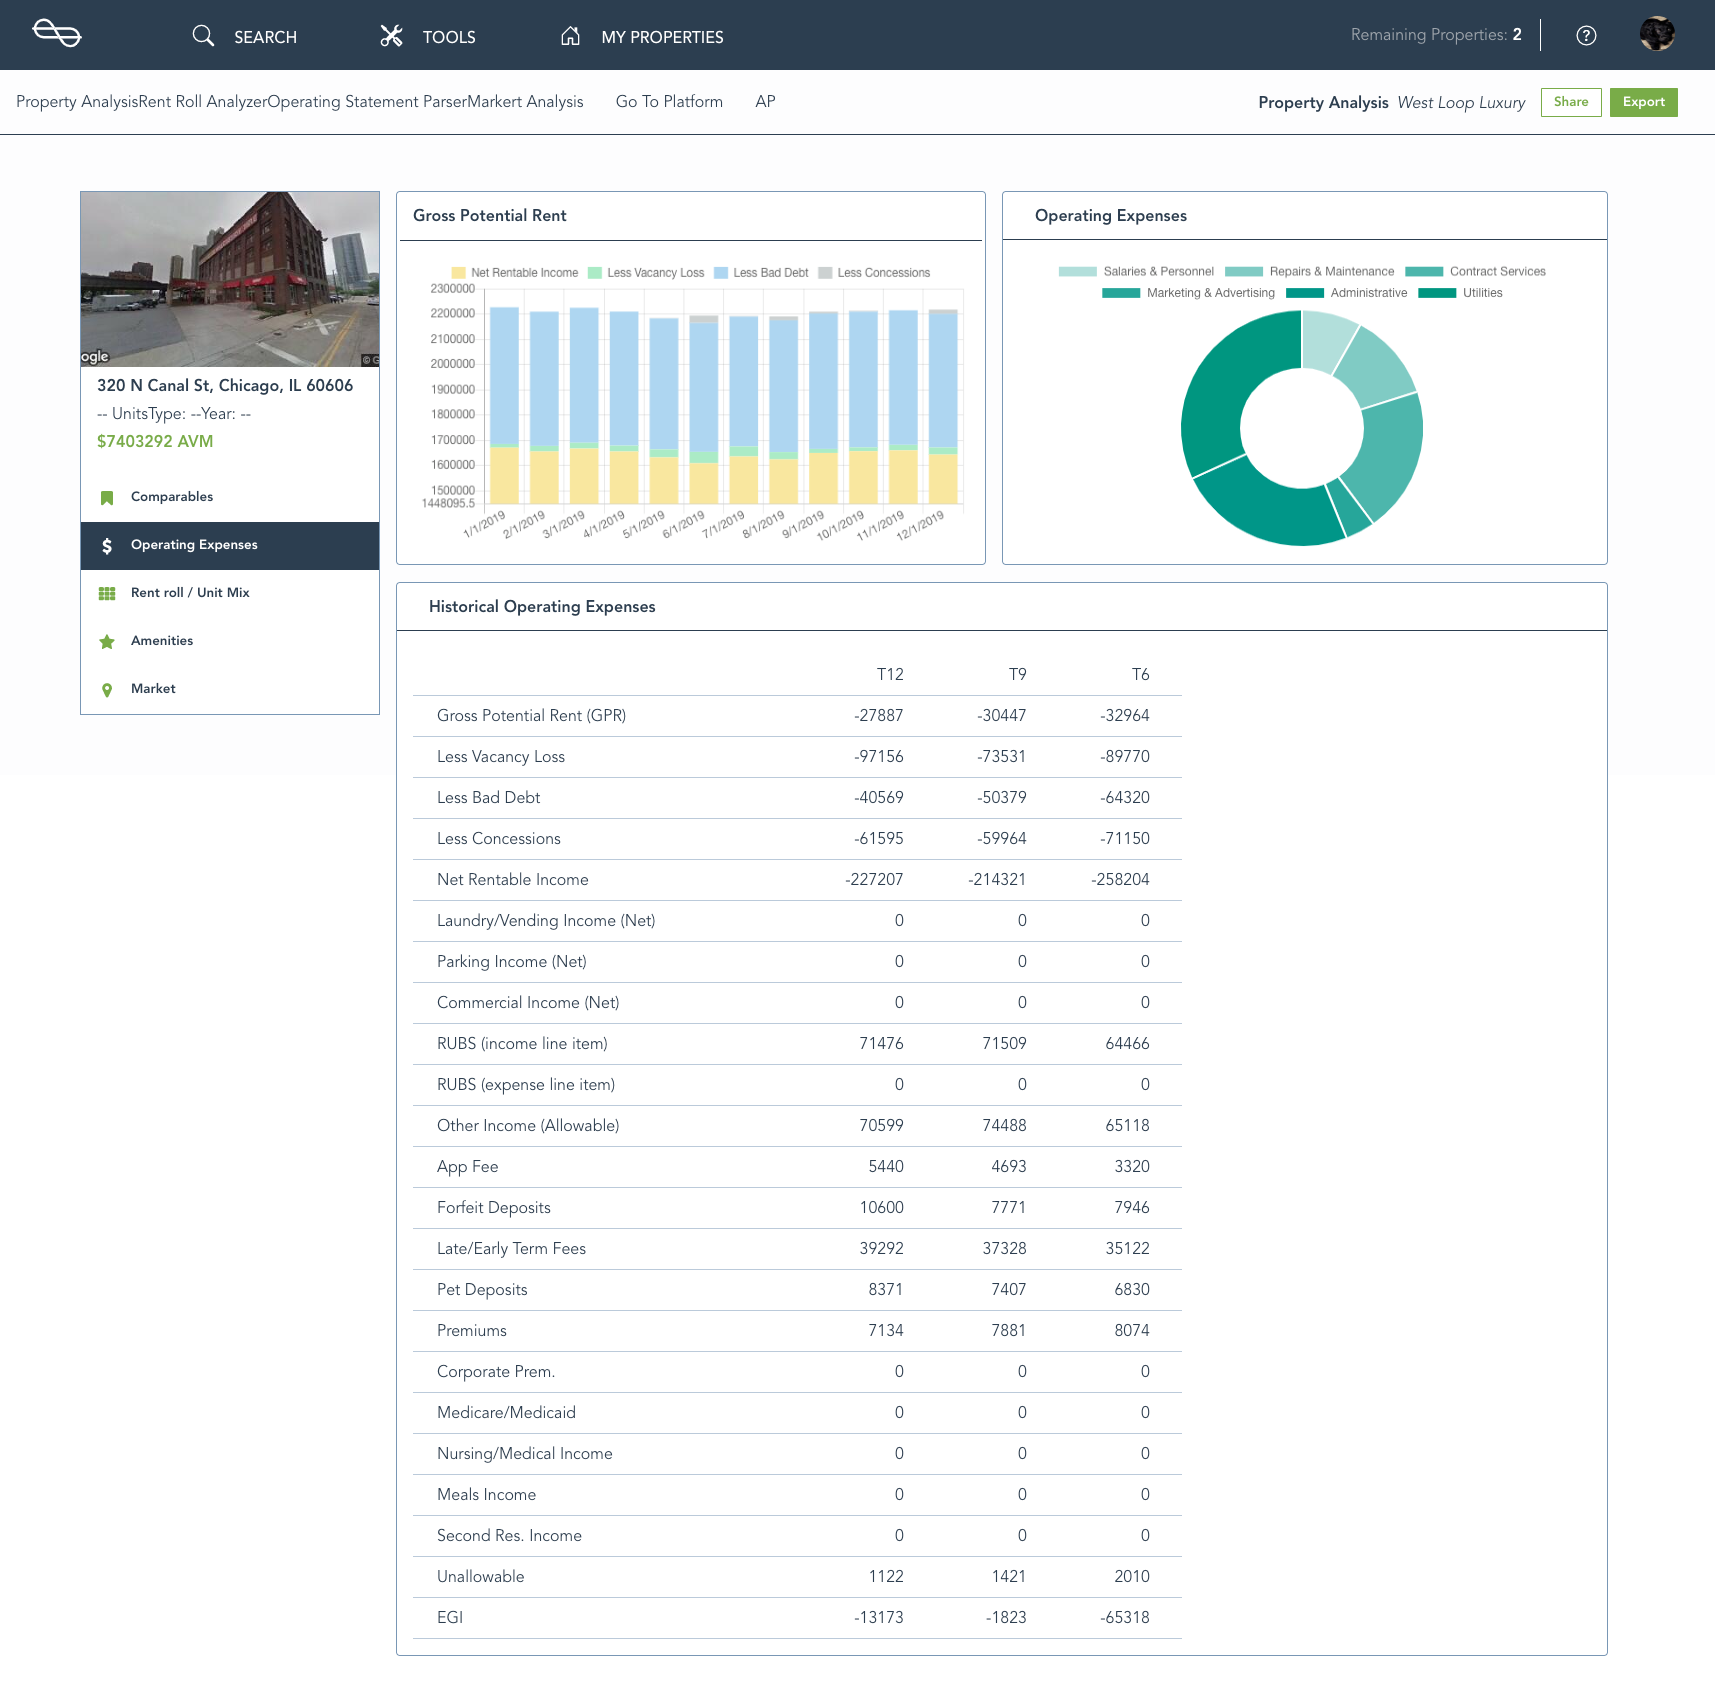 SEARCH TOOLS MY PROPERTIES Remaining Properties: 2
Property AnalysisRent Roll AnalyzerOperating Statement ParserMarkert Analysis Go To Platform AP Property Analysis West Loop Luxury Share Export
ogle © G
320 N Canal St, Chicago, IL 60606
-- UnitsType: --Year: --
$7403292 AVM
Comparables
Operating Expenses
Rent roll / Unit Mix
Amenities
Market
Gross Potential Rent
Net Rentable Income Less Vacancy Loss Less Bad Debt Less Concessions
2300000
2200000
2100000
2000000
1900000
1800000
1700000
1600000
1500000
1448095.5
1/1/2019 2/1/2019 3/1/2019 4/1/2019 5/1/2019 6/1/2019 7/1/2019 8/1/2019 9/1/2019 10/1/2019 11/1/2019 12/1/2019
Operating Expenses
Salaries & Personnel Repairs & Maintenance Contract Services
Marketing & Advertising Administrative Utilities
Historical Operating Expenses
T12 T9 T6
Gross Potential Rent (GPR) -27887 -30447 -32964
Less Vacancy Loss -97156 -73531 -89770
Less Bad Debt -40569 -50379 -64320
Less Concessions -61595 -59964 -71150
Net Rentable Income -227207 -214321 -258204
Laundry/Vending Income (Net) 0 0 0
Parking Income (Net) 0 0 0
Commercial Income (Net) 0 0 0
RUBS (income line item) 71476 71509 64466
RUBS (expense line item) 0 0 0
Other Income (Allowable) 70599 74488 65118
App Fee 5440 4693 3320
Forfeit Deposits 10600 7771 7946
Late/Early Term Fees 39292 37328 35122
Pet Deposits 8371 7407 6830
Premiums 7134 7881 8074
Corporate Prem. 0 0 0
Medicare/Medicaid 0 0 0
Nursing/Medical Income 0 0 0
Meals Income 0 0 0
Second Res. Income 0 0 0
Unallowable 1122 1421 2010
EGI -13173 -1823 -65318